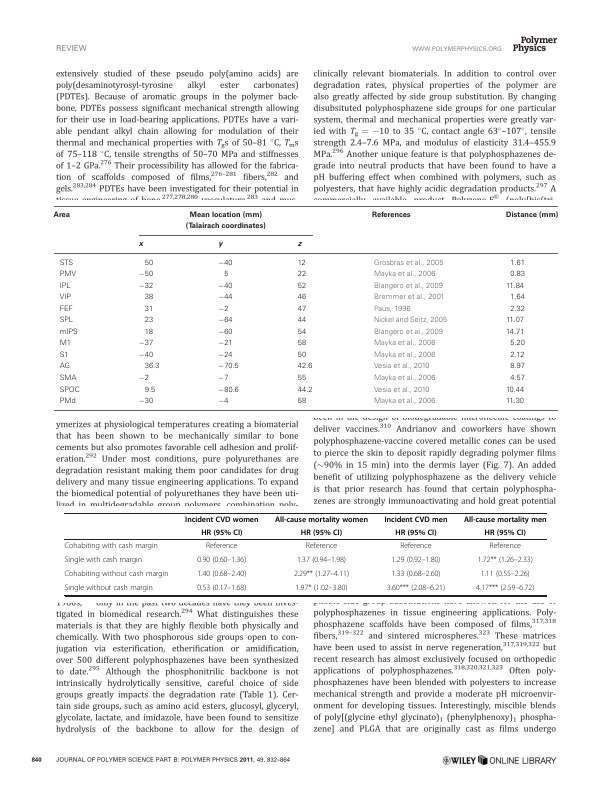 REVIEW
WWW.POLYMERPHYSICS.ORG
Polymer
Physics
extensively studied of these pseudo poly(amino acids) are
poly(desaminotyrosyl-tyrosine alkyl ester carbonates)
(PDTEs). Because of aromatic groups in the polymer back-
bone, PDTEs possess significant mechanical strength allowing
for their use in load-bearing applications. PDTEs have a vari-
able pendant alkyl chain allowing for modulation of their
thermal and mechanical properties with Tgs of 50–81 °C, Tms
of 75–118 °C, tensile strengths of 50–70 MPa and stiffnesses
of 1–2 GPa.276 Their processibility has allowed for the fabrica-
tion of scaffolds composed of films,276–281 fibers,282 and
gels.283,284 PDTEs have been investigated for their potential in
tissue engineering of bone,277,278,280 vasculature,283 and mus-
clinically relevant biomaterials. In addition to control over
degradation rates, physical properties of the polymer are
also greatly affected by side group substitution. By changing
disubsituted polyphosphazene side groups for one particular
system, thermal and mechanical properties were greatly var-
ied with Tg = −10 to 35 °C, contact angle 63°–107°, tensile
strength 2.4–7.6 MPa, and modulus of elasticity 31.4–455.9
MPa.296 Another unique feature is that polyphosphazenes de-
grade into neutral products that have been found to have a
pH buffering effect when combined with polymers, such as
polyesters, that have highly acidic degradation products.297 A
commercially available product, Polyzene-F® (poly[bis(tri-
Area Mean location (mm) References Distance (mm)
(Talairach coordinates)
x y z
STS 50 −40 12 Grosbras et al., 2005 1.61
PMV −50 5 22 Mayka et al., 2006 0.83
IPL −32 −40 52 Blangero et al., 2009 11.84
VIP 38 −44 46 Bremmer et al., 2001 1.64
FEF 31 −2 47 Paus, 1996 2.32
SPL 23 −64 44 Nickel and Seitz, 2005 11.07
mIPS 18 −60 54 Blangero et al., 2009 14.71
M1 −37 −21 58 Mayka et al., 2006 5.20
S1 −40 −24 50 Mayka et al., 2006 2.12
AG 36.3 −70.5 42.6 Vesia et al., 2010 8.97
SMA −2 −7 55 Mayka et al., 2006 4.57
SPOC 9.5 −80.6 44.2 Vesia et al., 2010 10.44
PMd −30 −4 58 Mayka et al., 2006 11.30
ymerizes at physiological temperatures creating a biomaterial
that has been shown to be mechanically similar to bone
cements but also promotes favorable cell adhesion and prolif-
eration.292 Under most conditions, pure polyurethanes are
degradation resistant making them poor candidates for drug
delivery and many tissue engineering applications. To expand
the biomedical potential of polyurethanes they have been uti-
lized in multidegradable group polymers, combination poly-
been in the design of biodegradable microneedle coatings to
deliver vaccines.310 Andrianov and coworkers have shown
polyphosphazene-vaccine covered metallic cones can be used
to pierce the skin to deposit rapidly degrading polymer films
(∼90% in 15 min) into the dermis layer (Fig. 7). An added
benefit of utilizing polyphosphazene as the delivery vehicle
is that prior research has found that certain polyphospha-
zenes are strongly immunoactivating and hold great potential
Incident CVD women All-cause mortality women Incident CVD men All-cause mortality men
HR (95% CI) HR (95% CI) HR (95% CI) HR (95% CI)
Cohabiting with cash margin Reference Reference Reference Reference
Single with cash margin 0.90 (0.60–1.36) 1.37 (0.94–1.98) 1.29 (0.92–1.80) 1.72** (1.26–2.33)
Cohabiting without cash margin 1.40 (0.68–2.40) 2.29** (1.27–4.11) 1.33 (0.68–2.60) 1.11 (0.55–2.26)
Single without cash margin 0.53 (0.17–1.68) 1.97* (1.02–3.80) 3.60*** (2.08–6.21) 4.17*** (2.59–6.72)
only in the past two decades have they been inves-
tigated in biomedical research.294 What distinguishes these
materials is that they are highly flexible both physically and
chemically. With two phosphorous side groups open to con-
jugation via esterification, etherification or amidification,
over 500 different polyphosphazenes have been synthesized
to date.295 Although the phosphonitrilic backbone is not
intrinsically hydrolytically sensitive, careful choice of side
groups greatly impacts the degradation rate (Table 1). Cer-
tain side groups, such as amino acid esters, glucosyl, glyceryl,
glycolate, lactate, and imidazole, have been found to sensitize
hydrolysis of the backbone to allow for the design of
polyphosphazenes in tissue engineering applications. Poly-
phosphazene scaffolds have been composed of films,317,318
fibers,319–322 and sintered microspheres.323 These matrices
have been used to assist in nerve regeneration,317,319,322 but
recent research has almost exclusively focused on orthopedic
applications of polyphosphazenes.318,320,321,323 Often poly-
phosphazenes have been blended with polyesters to increase
mechanical strength and provide a moderate pH microenvir-
onment for developing tissues. Interestingly, miscible blends
of poly[(glycine ethyl glycinato)1 (phenylphenoxy)1 phospha-
zene] and PLGA that are originally cast as films undergo
840 JOURNAL OF POLYMER SCIENCE PART B: POLYMER PHYSICS 2011, 49, 832–864
WILEY ONLINE LIBRARY